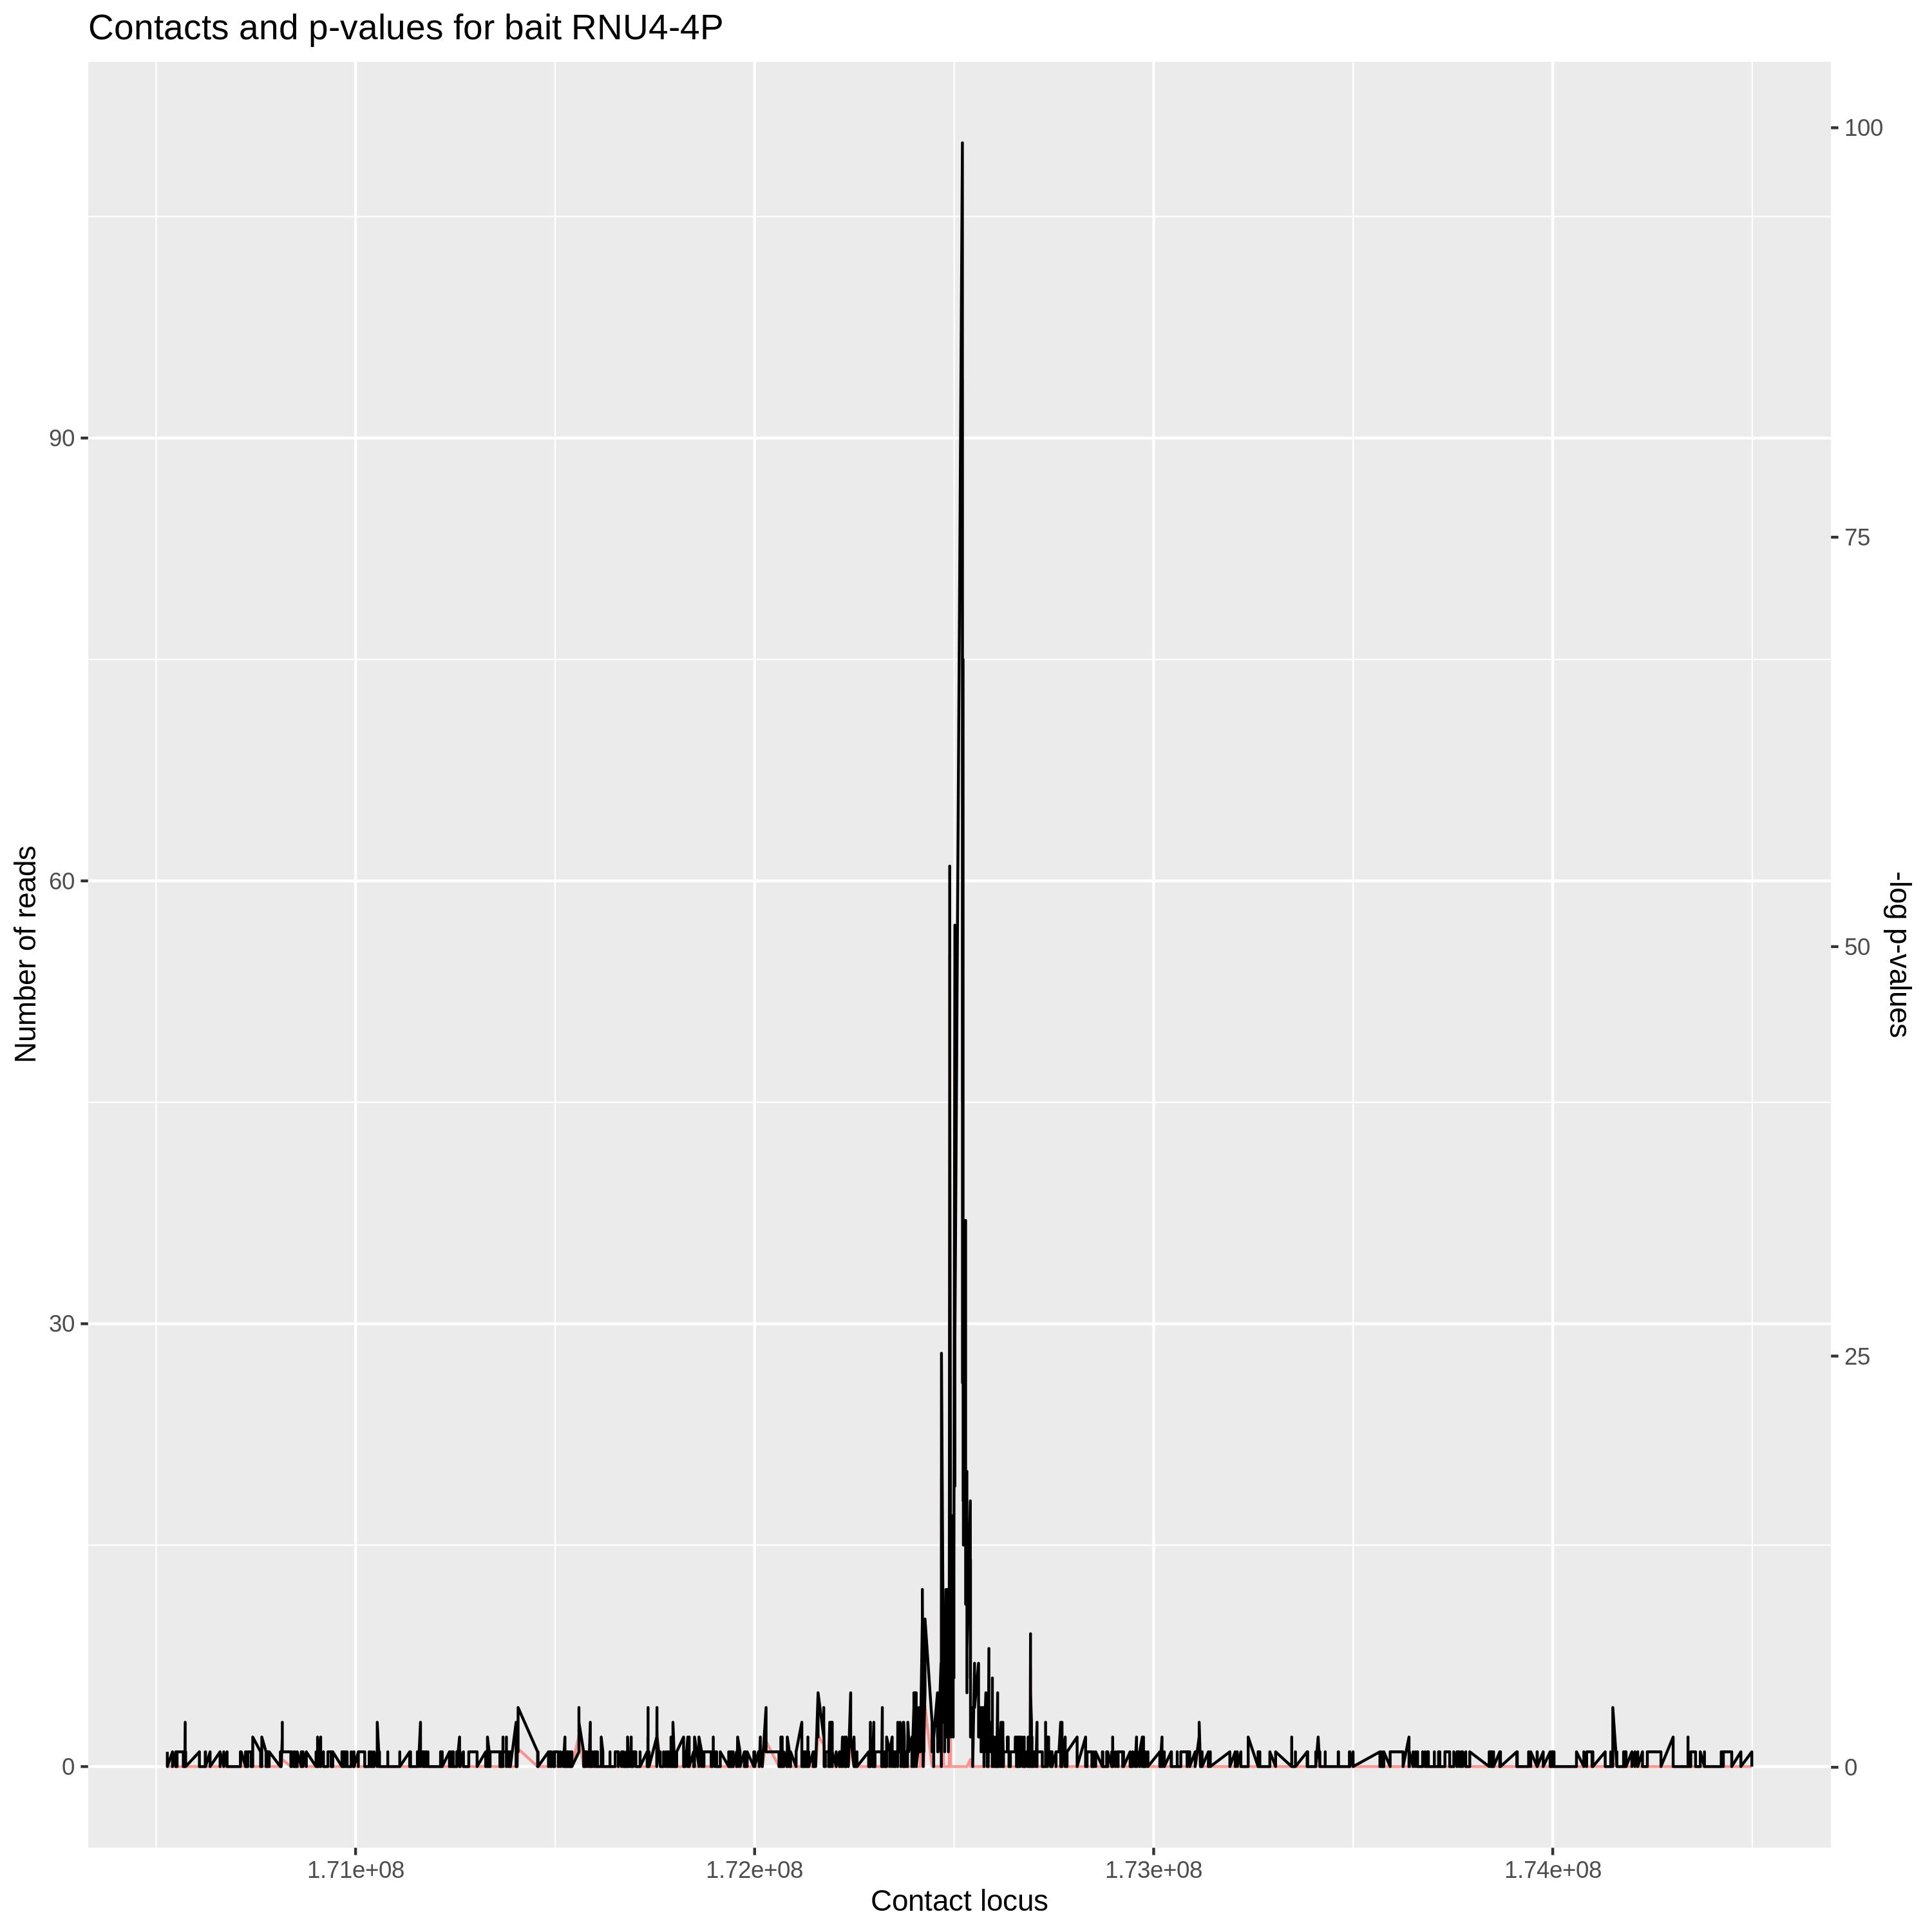 Contacts and p-values for bait RNU4-4P
100
90
75
60
50
30
25
0
0
Number of reads
-log p-values
1.71e+08
1.72e+08
1.73e+08
1.74e+08
Contact locus